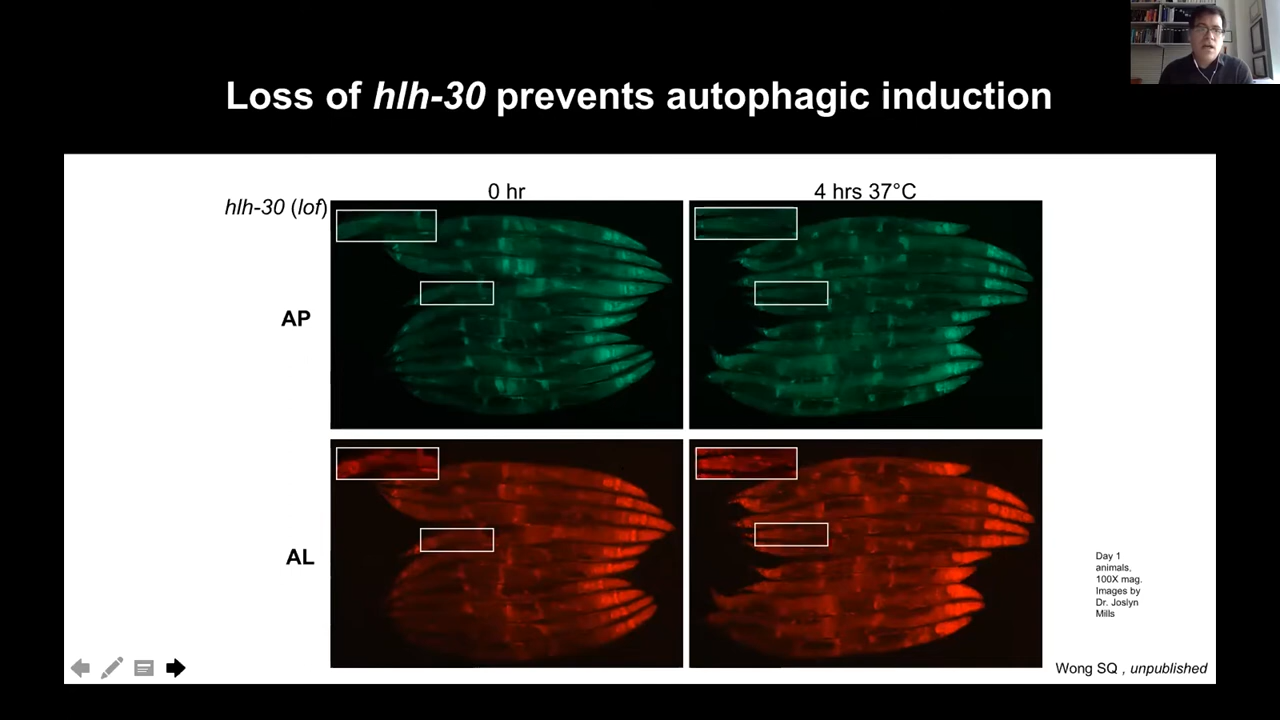 Loss of hlh-30 prevents autophagic induction
0 hr
4 hrs 37°C
hlh-30 (lof)
AP
AL
Day 1
animals,
100X mag.
Images by
Dr. Joslyn
Mills
Wong SQ , unpublished